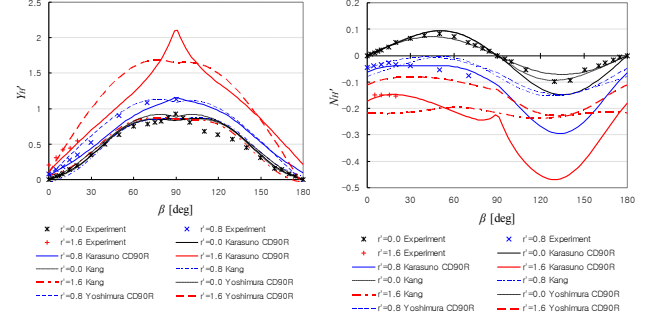 2.5
2
1.5
1
0.5
0
0 30 60 90 120 150 180
β [deg]
r'=0.0 Experiment r'=0.8 Experiment
r'=1.6 Experiment r'=0.0 Karasuno CD90R
r'=0.8 Karasuno CD90R r'=1.6 Karasuno CD90R
r'=0.0 Kang r'=0.8 Kang
r'=1.6 Kang r'=0.0 Yoshimura CD90R
r'=0.8 Yoshimura CD90R r'=1.6 Yoshimura CD90R
0.2
0.1
0
-0.1
-0.2
-0.3
-0.4
-0.5
0 30 60 90 120 150 180
β [deg]
r'=0.0 Experiment r'=0.8 Experiment
r'=1.6 Experiment r'=0.0 Karasuno CD90R
r'=0.8 Karasuno CD90R r'=1.6 Karasuno CD90R
r'=0.0 Kang r'=0.8 Kang
r'=1.6 Kang r'=0.0 Yoshimura CD90R
r'=0.8 Yoshimura CD90R r'=1.6 Yoshimura CD90R